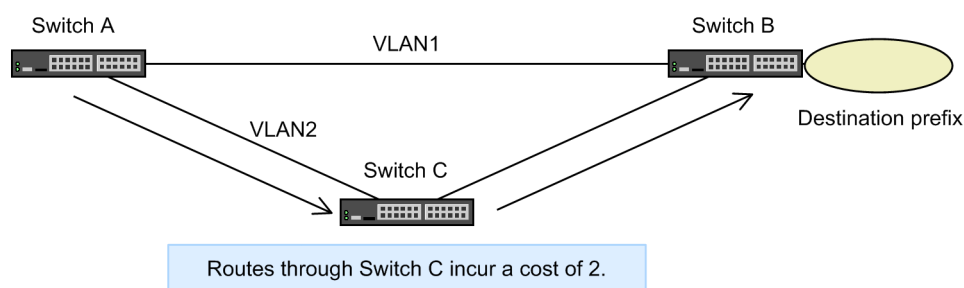 Switch A
Switch B
VLAN1
Destination prefix
VLAN2
Switch C
Routes through Switch C incur a cost of 2.